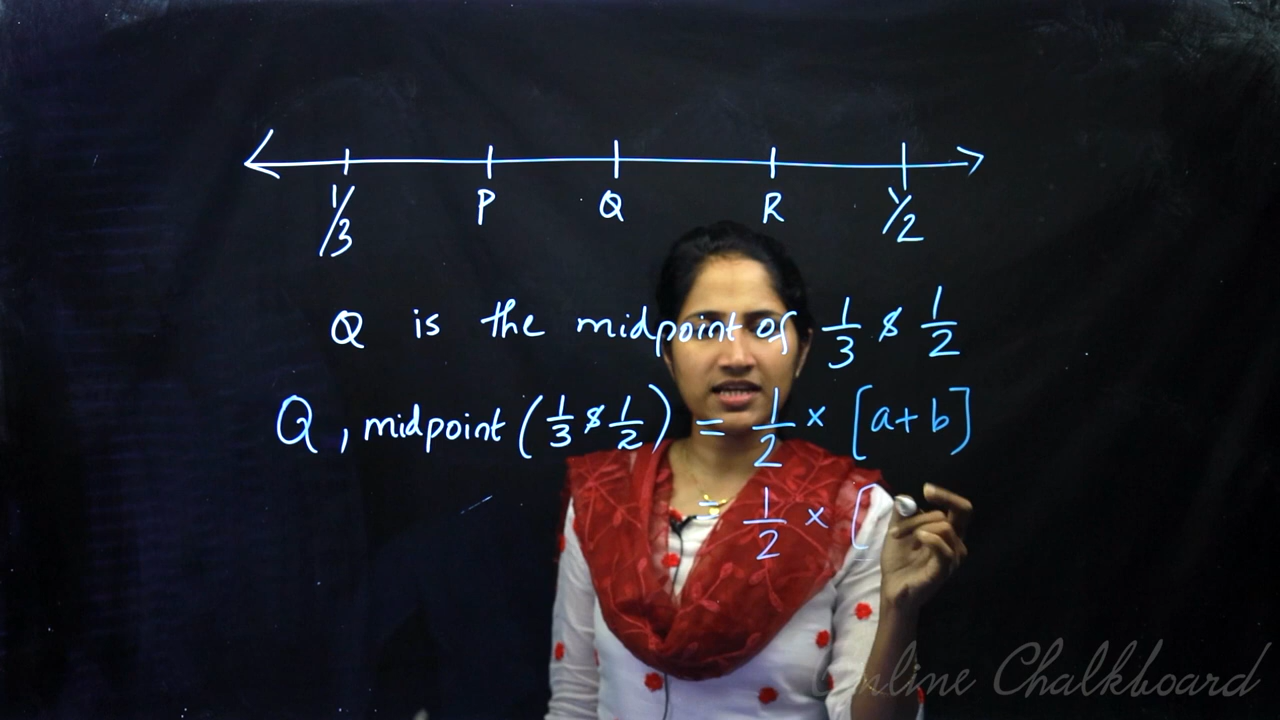 1/3 P Q R 1/2
Q is the midpoint of 1/3 & 1/2
Q, midpoint (1/3 & 1/2) = 1/2 × [a+b]
= 1/2 × [
Online Chalkboard